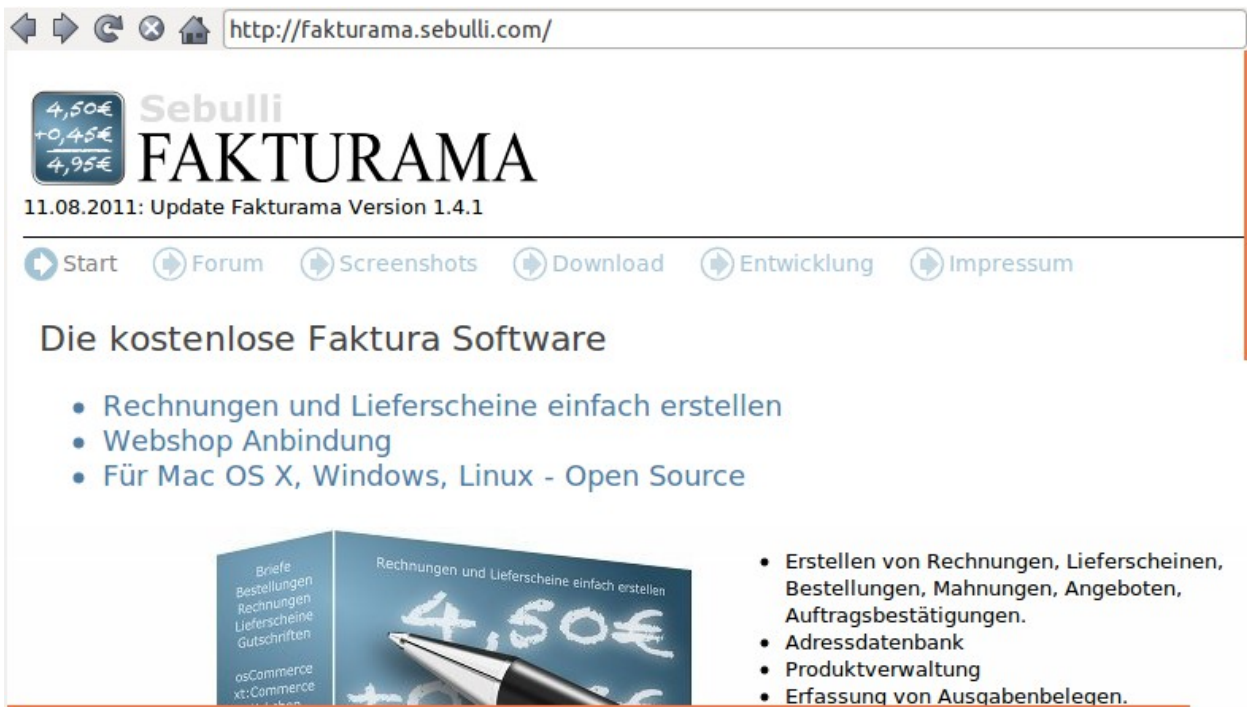 http://fakturama.sebulli.com/
4,50€
+0,45€
4,95€
Sebulli
FAKTURAMA
11.08.2011: Update Fakturama Version 1.4.1
Start Forum Screenshots Download Entwicklung Impressum
Die kostenlose Faktura Software
• Rechnungen und Lieferscheine einfach erstellen
• Webshop Anbindung
• Für Mac OS X, Windows, Linux - Open Source
Briefe
Bestellungen
Rechnungen
Lieferscheine
Gutschriften
osCommerce
xt:Commerce
Rechnungen und Lieferscheine einfach erstellen
4,50€
• Erstellen von Rechnungen, Lieferscheinen,
Bestellungen, Mahnungen, Angeboten,
Auftragsbestätigungen.
• Adressdatenbank
• Produktverwaltung
• Erfassung von Ausgabenbelegen.